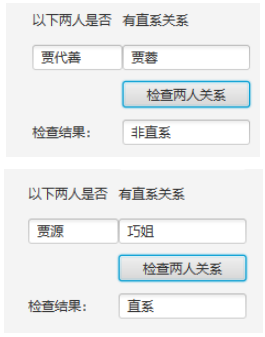 以下两人是否 有直系关系
贾代善 贾蓉
检查两人关系
检查结果: 非直系
以下两人是否 有直系关系
贾源 巧姐
检查两人关系
检查结果: 直系